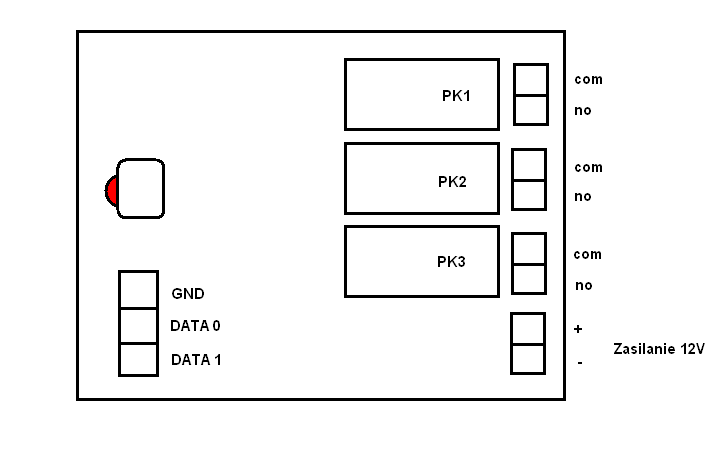 PK1
com
no
PK2
com
no
PK3
com
no
GND
DATA 0
DATA 1
+
-
Zasilanie 12V